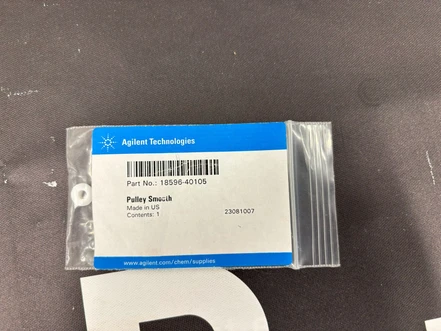 Agilent Technologies
Part No.: 18596-40105
Pulley Smooth
Made in US
Contents: 1
23081007
www.agilent.com/chem/supplies